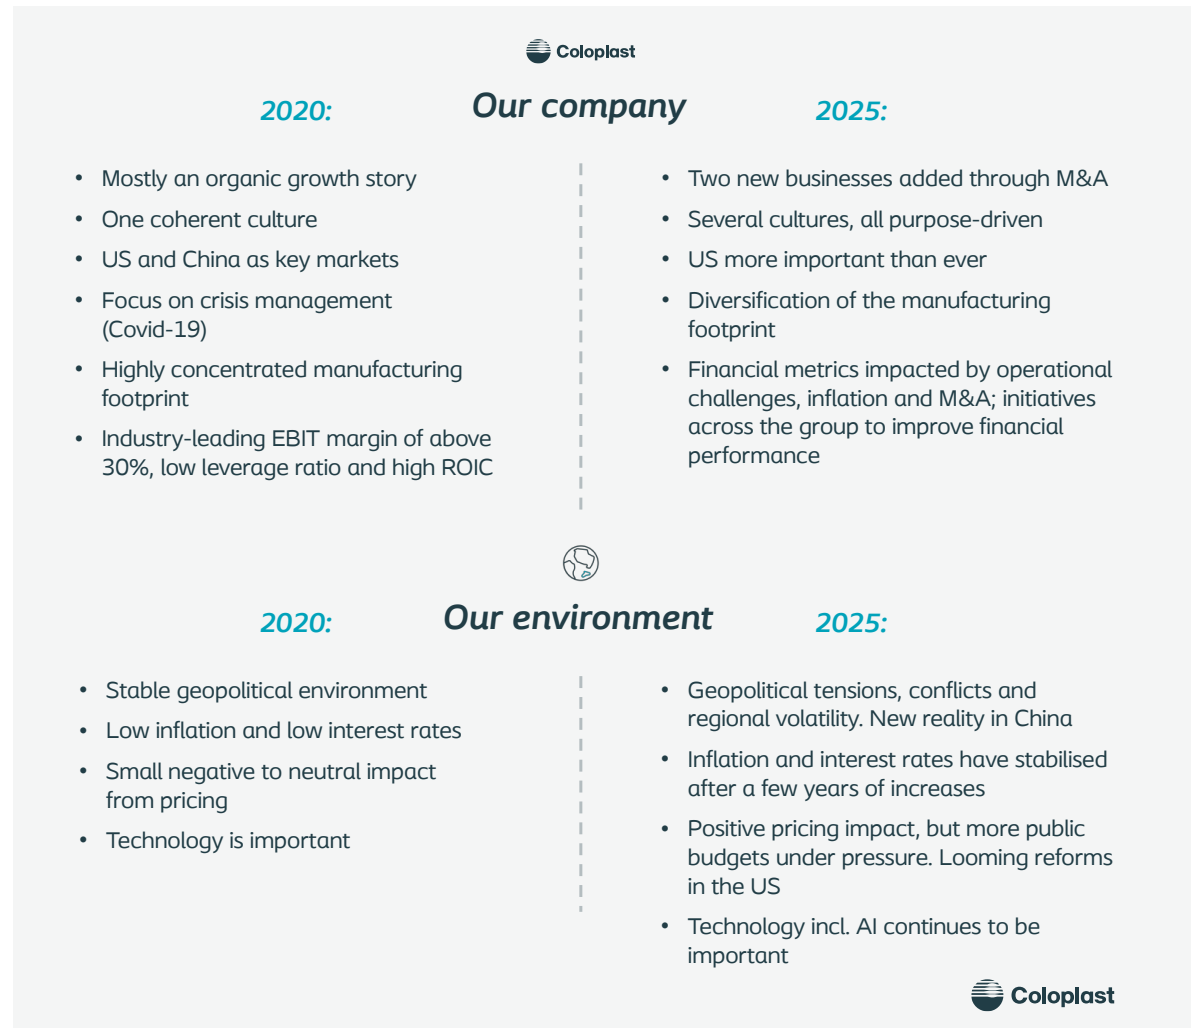 Coloplast
Our company
2020:
• Mostly an organic growth story
• One coherent culture
• US and China as key markets
• Focus on crisis management
(Covid-19)
• Highly concentrated manufacturing
footprint
• Industry-leading EBIT margin of above
30%, low leverage ratio and high ROIC
2025:
• Two new businesses added through M&A
• Several cultures, all purpose-driven
• US more important than ever
• Diversification of the manufacturing
footprint
• Financial metrics impacted by operational
challenges, inflation and M&A; initiatives
across the group to improve financial
performance
Our environment
2020:
• Stable geopolitical environment
• Low inflation and low interest rates
• Small negative to neutral impact
from pricing
• Technology is important
2025:
• Geopolitical tensions, conflicts and
regional volatility. New reality in China
• Inflation and interest rates have stabilised
after a few years of increases
• Positive pricing impact, but more public
budgets under pressure. Looming reforms
in the US
• Technology incl. AI continues to be
important
Coloplast